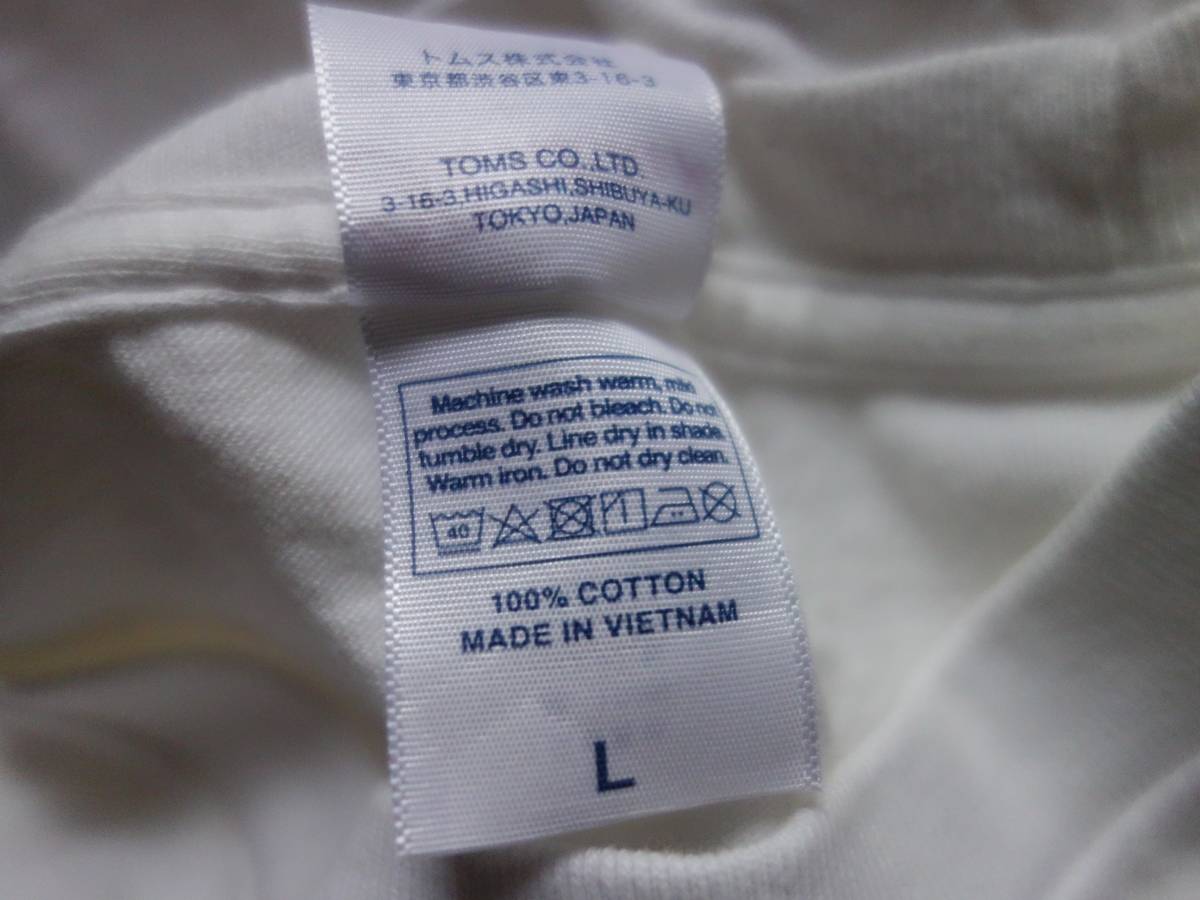 トムス株式会社
東京都渋谷区東3-16-3
TOMS CO.,LTD
3-16-3,HIGASHI,SHIBUYA-KU
TOKYO,JAPAN
Machine wash warm, mild
process. Do not bleach. Do not
tumble dry. Line dry in shade.
Warm iron. Do not dry clean.
40
100% COTTON
MADE IN VIETNAM
L